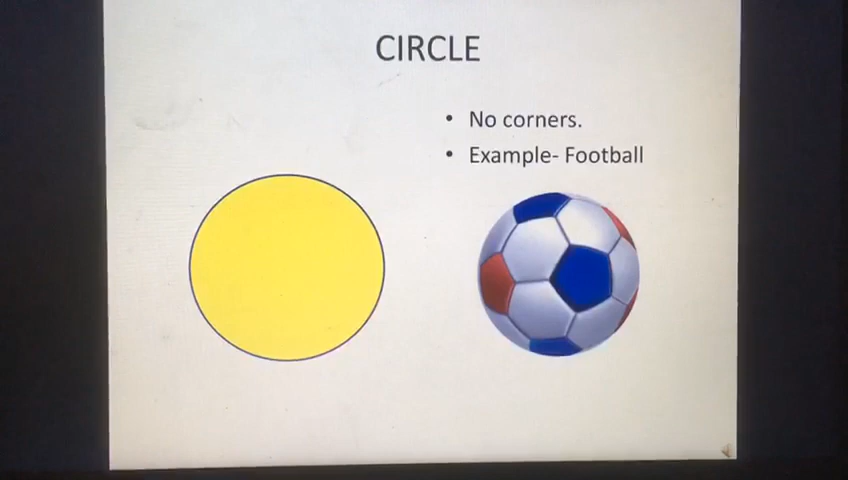 CIRCLE
• No corners.
• Example- Football